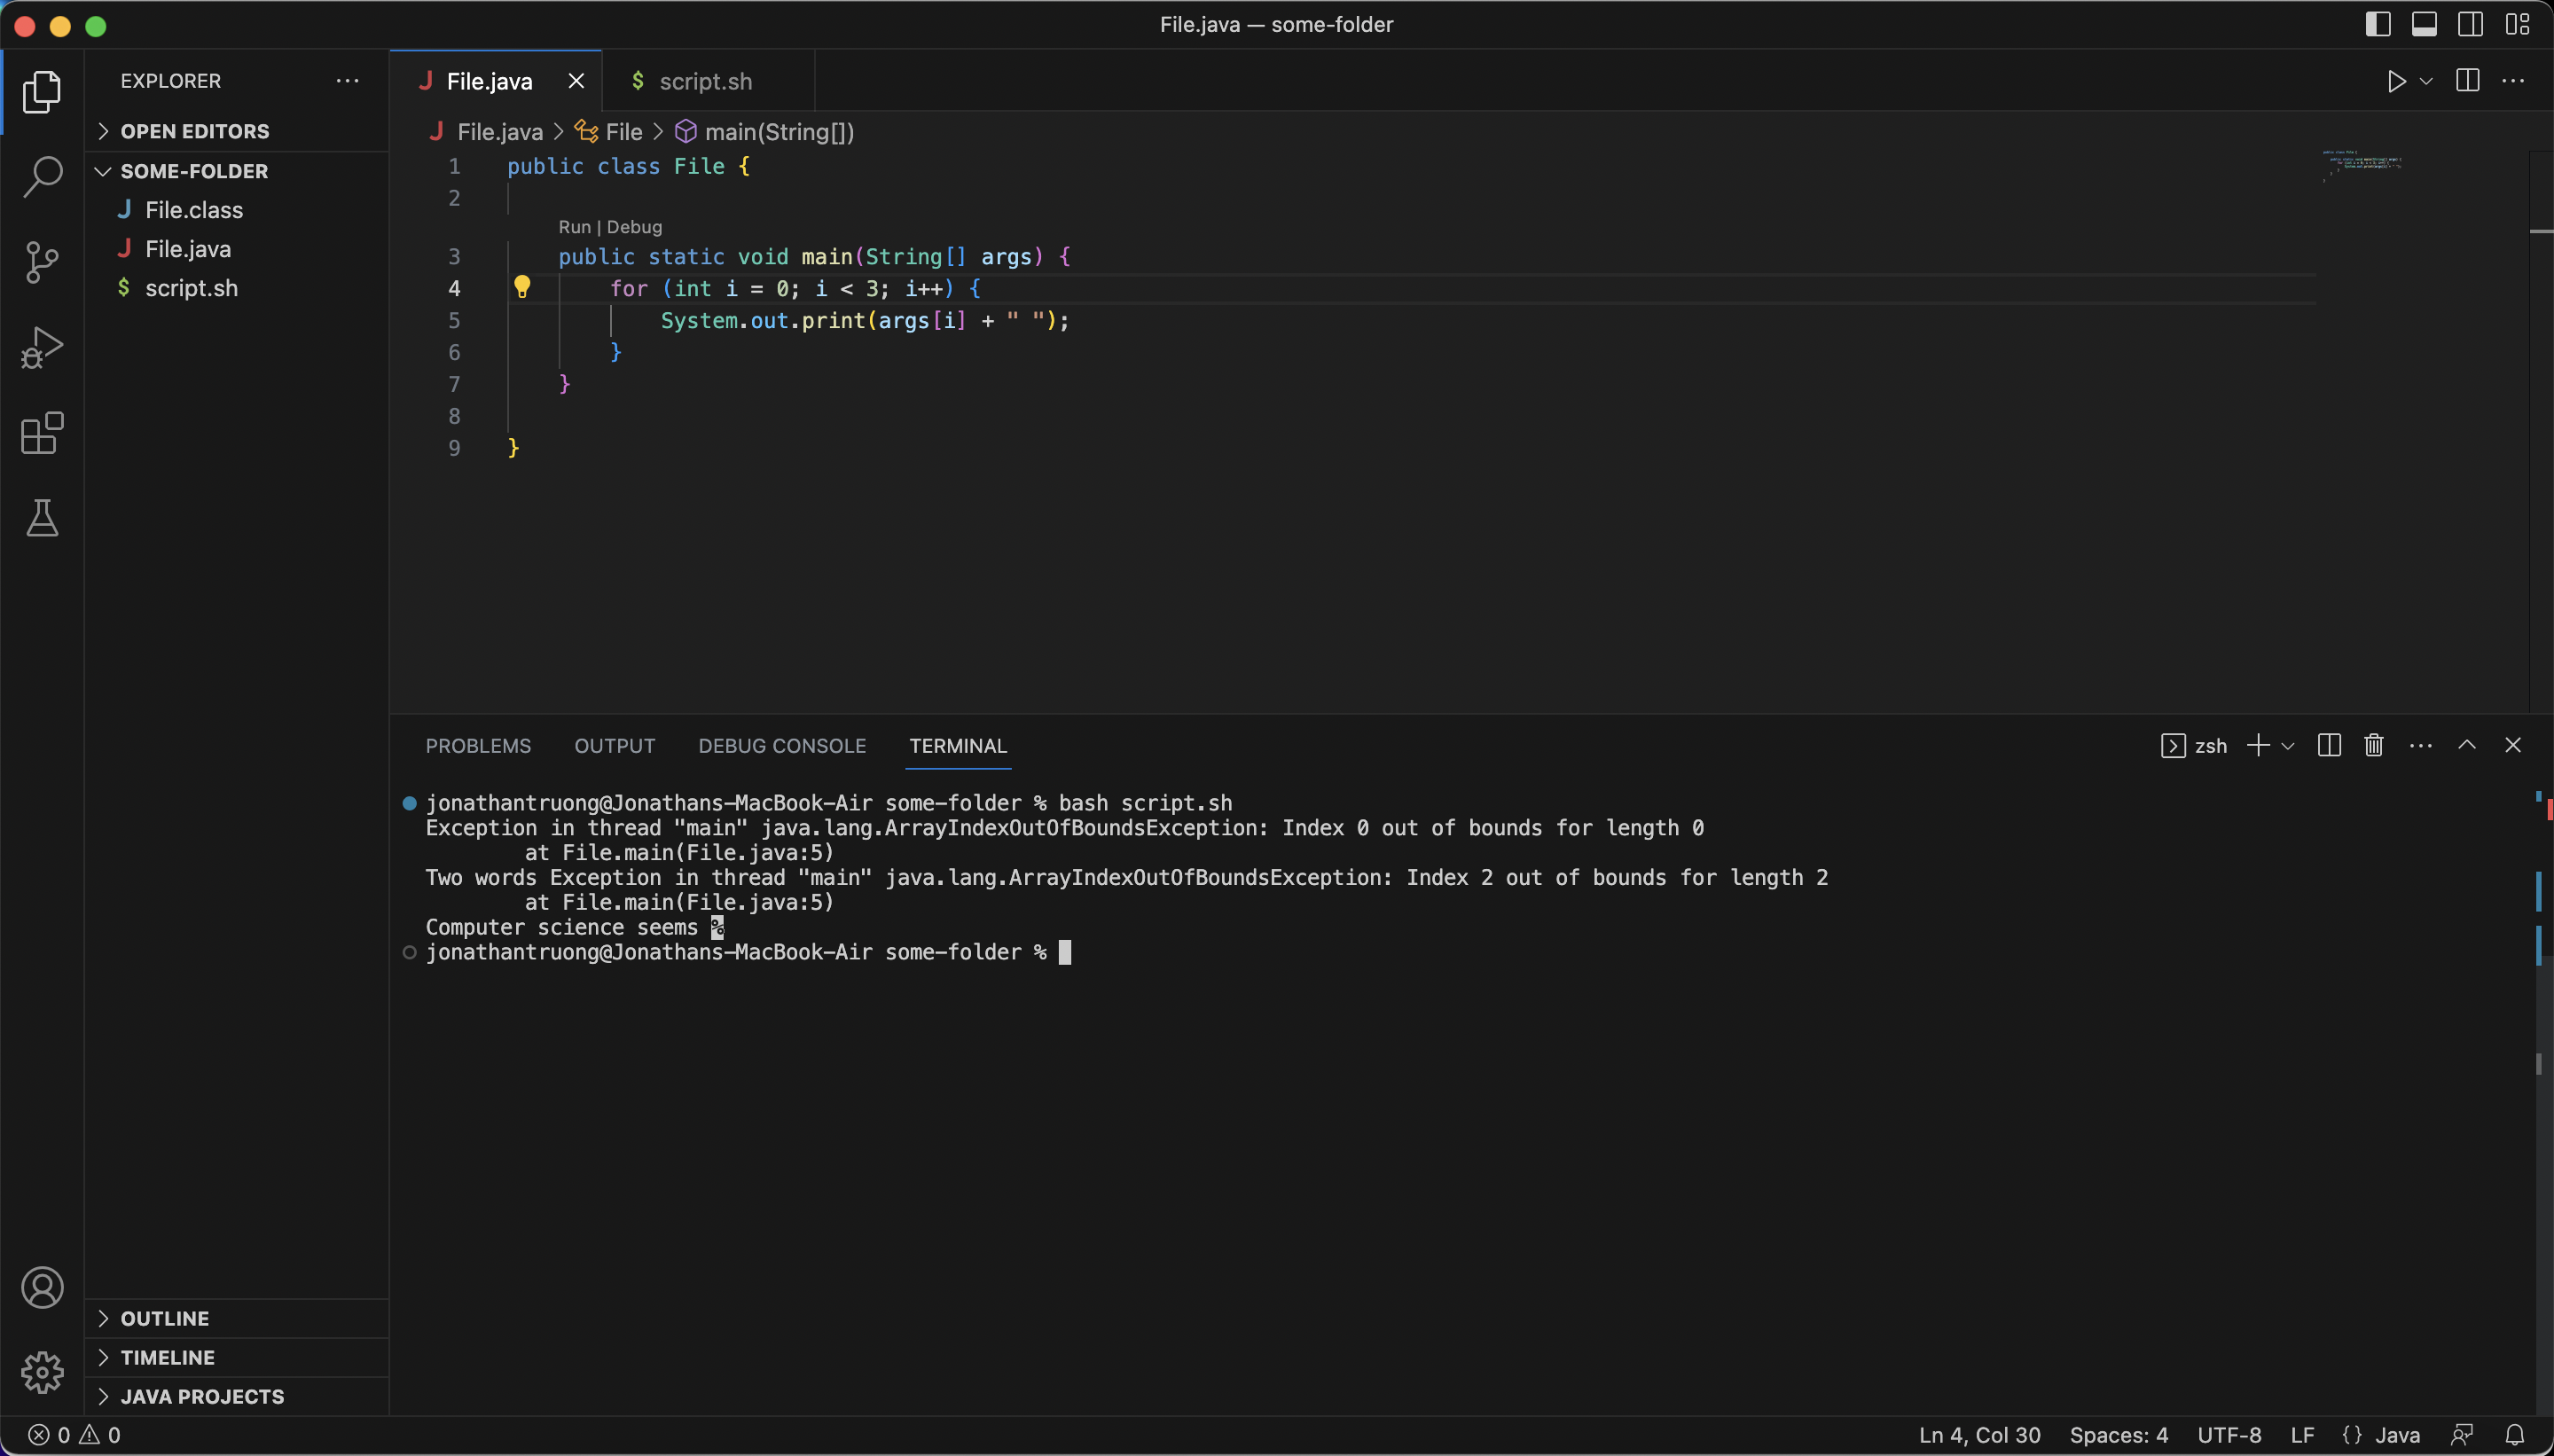 File.java — some-folder
EXPLORER
OPEN EDITORS
SOME-FOLDER
File.class
File.java
script.sh
OUTLINE
TIMELINE
JAVA PROJECTS
File.java
$ script.sh
File.java > File > main(String[])
1 public class File {
2
Run | Debug
3 public static void main(String[] args) {
4 for (int i = 0; i < 3; i++) {
5 System.out.print(args[i] + " ");
6 }
7 }
8
9 }
PROBLEMS OUTPUT DEBUG CONSOLE TERMINAL
zsh
jonathantruong@Jonathans-MacBook-Air some-folder % bash script.sh
Exception in thread "main" java.lang.ArrayIndexOutOfBoundsException: Index 0 out of bounds for length 0
at File.main(File.java:5)
Two words Exception in thread "main" java.lang.ArrayIndexOutOfBoundsException: Index 2 out of bounds for length 2
at File.main(File.java:5)
Computer science seems %
jonathantruong@Jonathans-MacBook-Air some-folder %
0 0
Ln 4, Col 30 Spaces: 4 UTF-8 LF {} Java